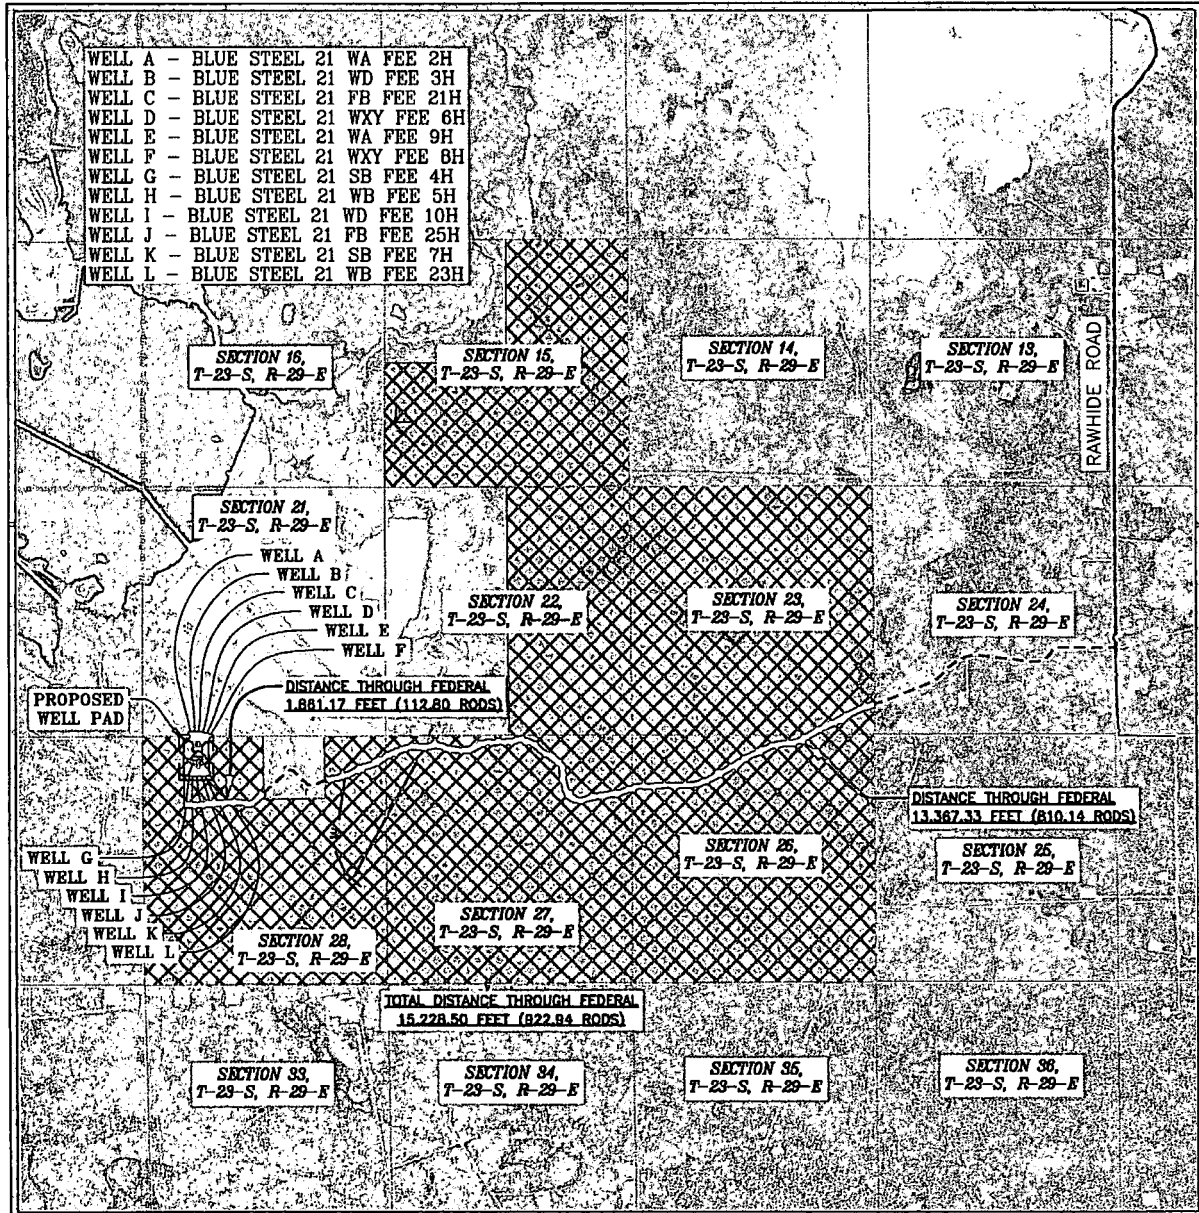 WELL A - BLUE STEEL 21 WA FEE 2H
WELL B - BLUE STEEL 21 WD FEE 3H
WELL C - BLUE STEEL 21 FB FEE 21H
WELL D - BLUE STEEL 21 WXY FEE 6H
WELL E - BLUE STEEL 21 WA FEE 9H
WELL F - BLUE STEEL 21 WXY FEE 8H
WELL G - BLUE STEEL 21 SB FEE 4H
WELL H - BLUE STEEL 21 WB FEE 5H
WELL I - BLUE STEEL 21 WD FEE 10H
WELL J - BLUE STEEL 21 FB FEE 25H
WELL K - BLUE STEEL 21 SB FEE 7H
WELL L - BLUE STEEL 21 WB FEE 23H
SECTION 16,
T-23-S, R-29-E
SECTION 15,
T-23-S, R-29-E
SECTION 14,
T-23-S, R-29-E
SECTION 13,
T-23-S, R-29-E
RAWHIDE ROAD
SECTION 21,
T-23-S, R-29-E
WELL A
WELL B
WELL C
WELL D
WELL E
WELL F
SECTION 22,
T-23-S, R-29-E
SECTION 23,
T-23-S, R-29-E
SECTION 24,
T-23-S, R-29-E
PROPOSED
WELL PAD
DISTANCE THROUGH FEDERAL
1,861.17 FEET (112.80 RODS)
DISTANCE THROUGH FEDERAL
13,367.33 FEET (810.14 RODS)
WELL G
WELL H
WELL I
WELL J
WELL K
WELL L
SECTION 28,
T-23-S, R-29-E
SECTION 27,
T-23-S, R-29-E
SECTION 26,
T-23-S, R-29-E
SECTION 25,
T-23-S, R-29-E
TOTAL DISTANCE THROUGH FEDERAL
15,228.50 FEET (922.94 RODS)
SECTION 33,
T-23-S, R-29-E
SECTION 34,
T-23-S, R-29-E
SECTION 35,
T-23-S, R-29-E
SECTION 36,
T-23-S, R-29-E